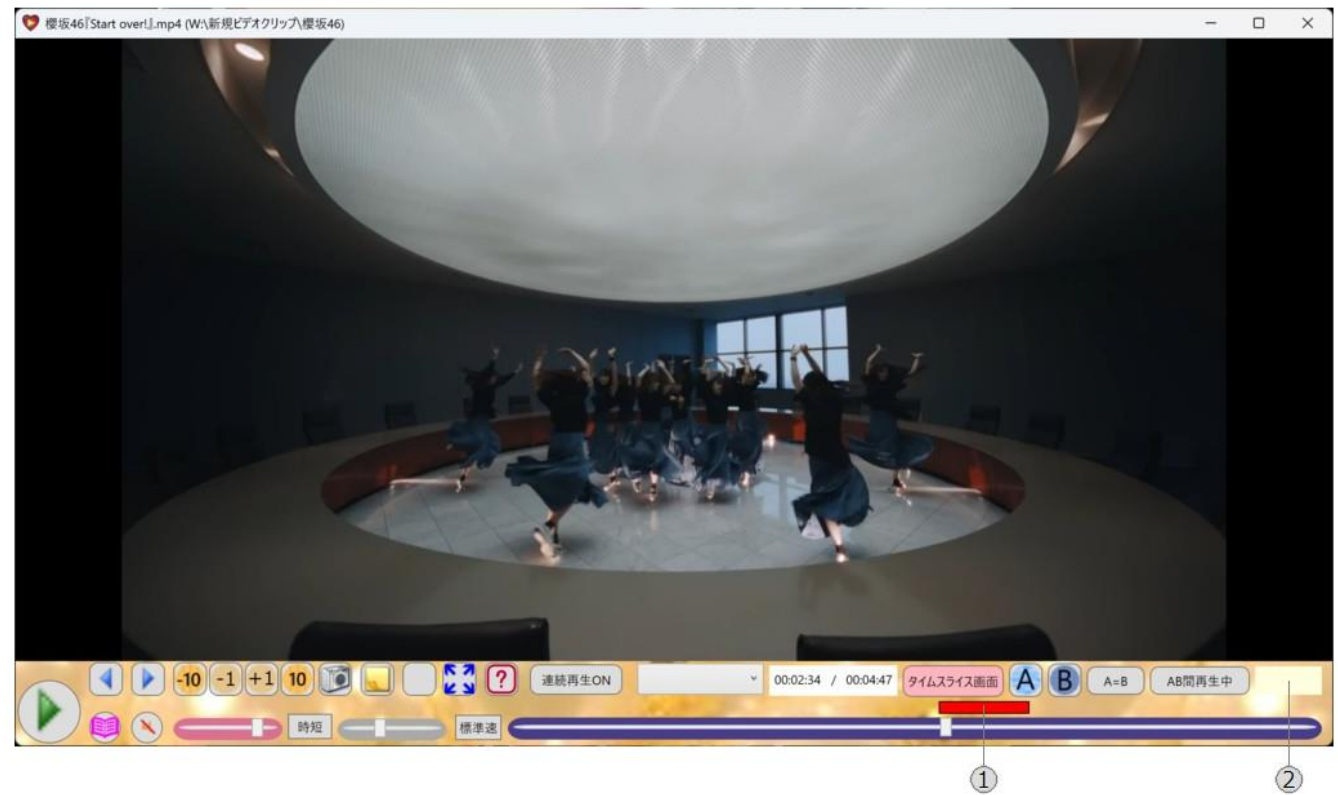 櫻坂46『Start over!』.mp4 (W:\新規ビデオクリップ\櫻坂46)
-10 -1 +1 10 ? 連続再生ON 00:02:34 / 00:04:47 タイムスライス画面 A B A=B AB間再生中
時短 標準速
1 2